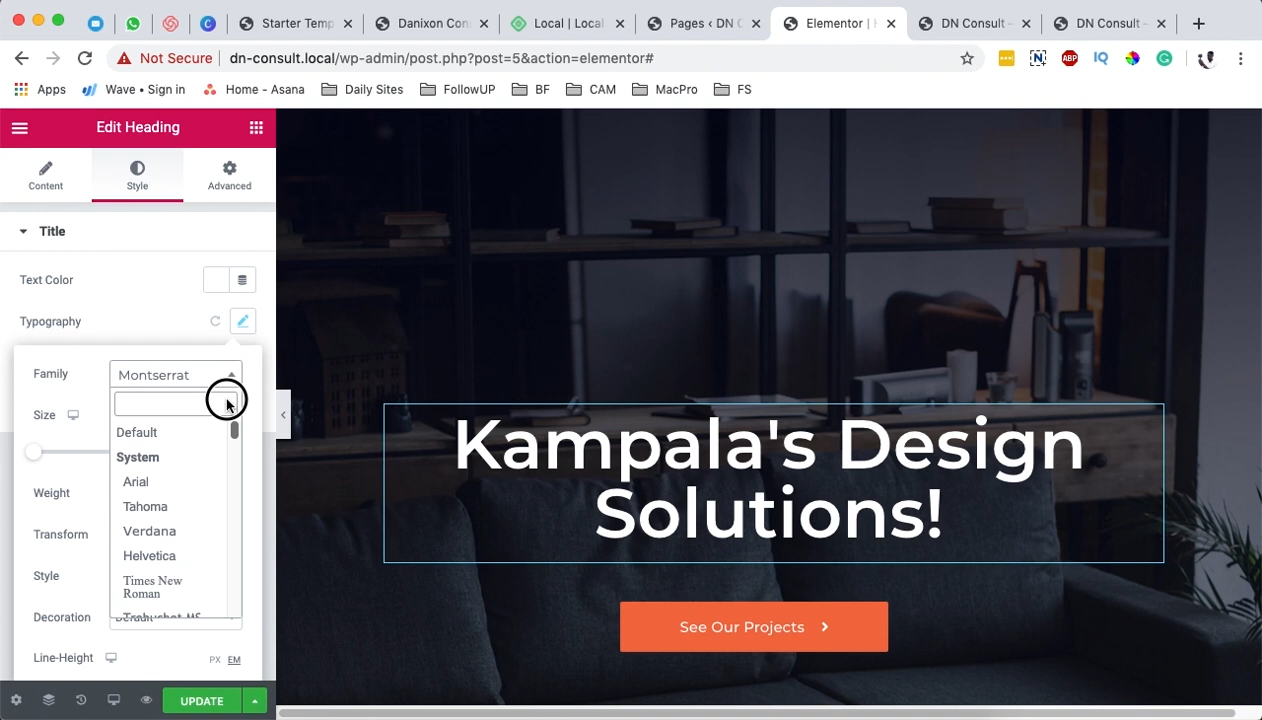 Starter Temp
Danixon Con
Local | Local
Pages ‹ DN C
Elementor |
DN Consult –
DN Consult –
Not Secure
dn-consult.local/wp-admin/post.php?post=5&action=elementor#
Apps
Wave • Sign in
Home - Asana
Daily Sites
FollowUP
BF
CAM
MacPro
FS
Edit Heading
Content
Style
Advanced
Title
Text Color
Typography
Family
Montserrat
Size
Default
System
Arial
Tahoma
Verdana
Helvetica
Times New
Roman
Trebuchet MS
Weight
Transform
Style
Decoration
Default
Line-Height
PX
EM
UPDATE
Kampala's Design
Solutions!
See Our Projects